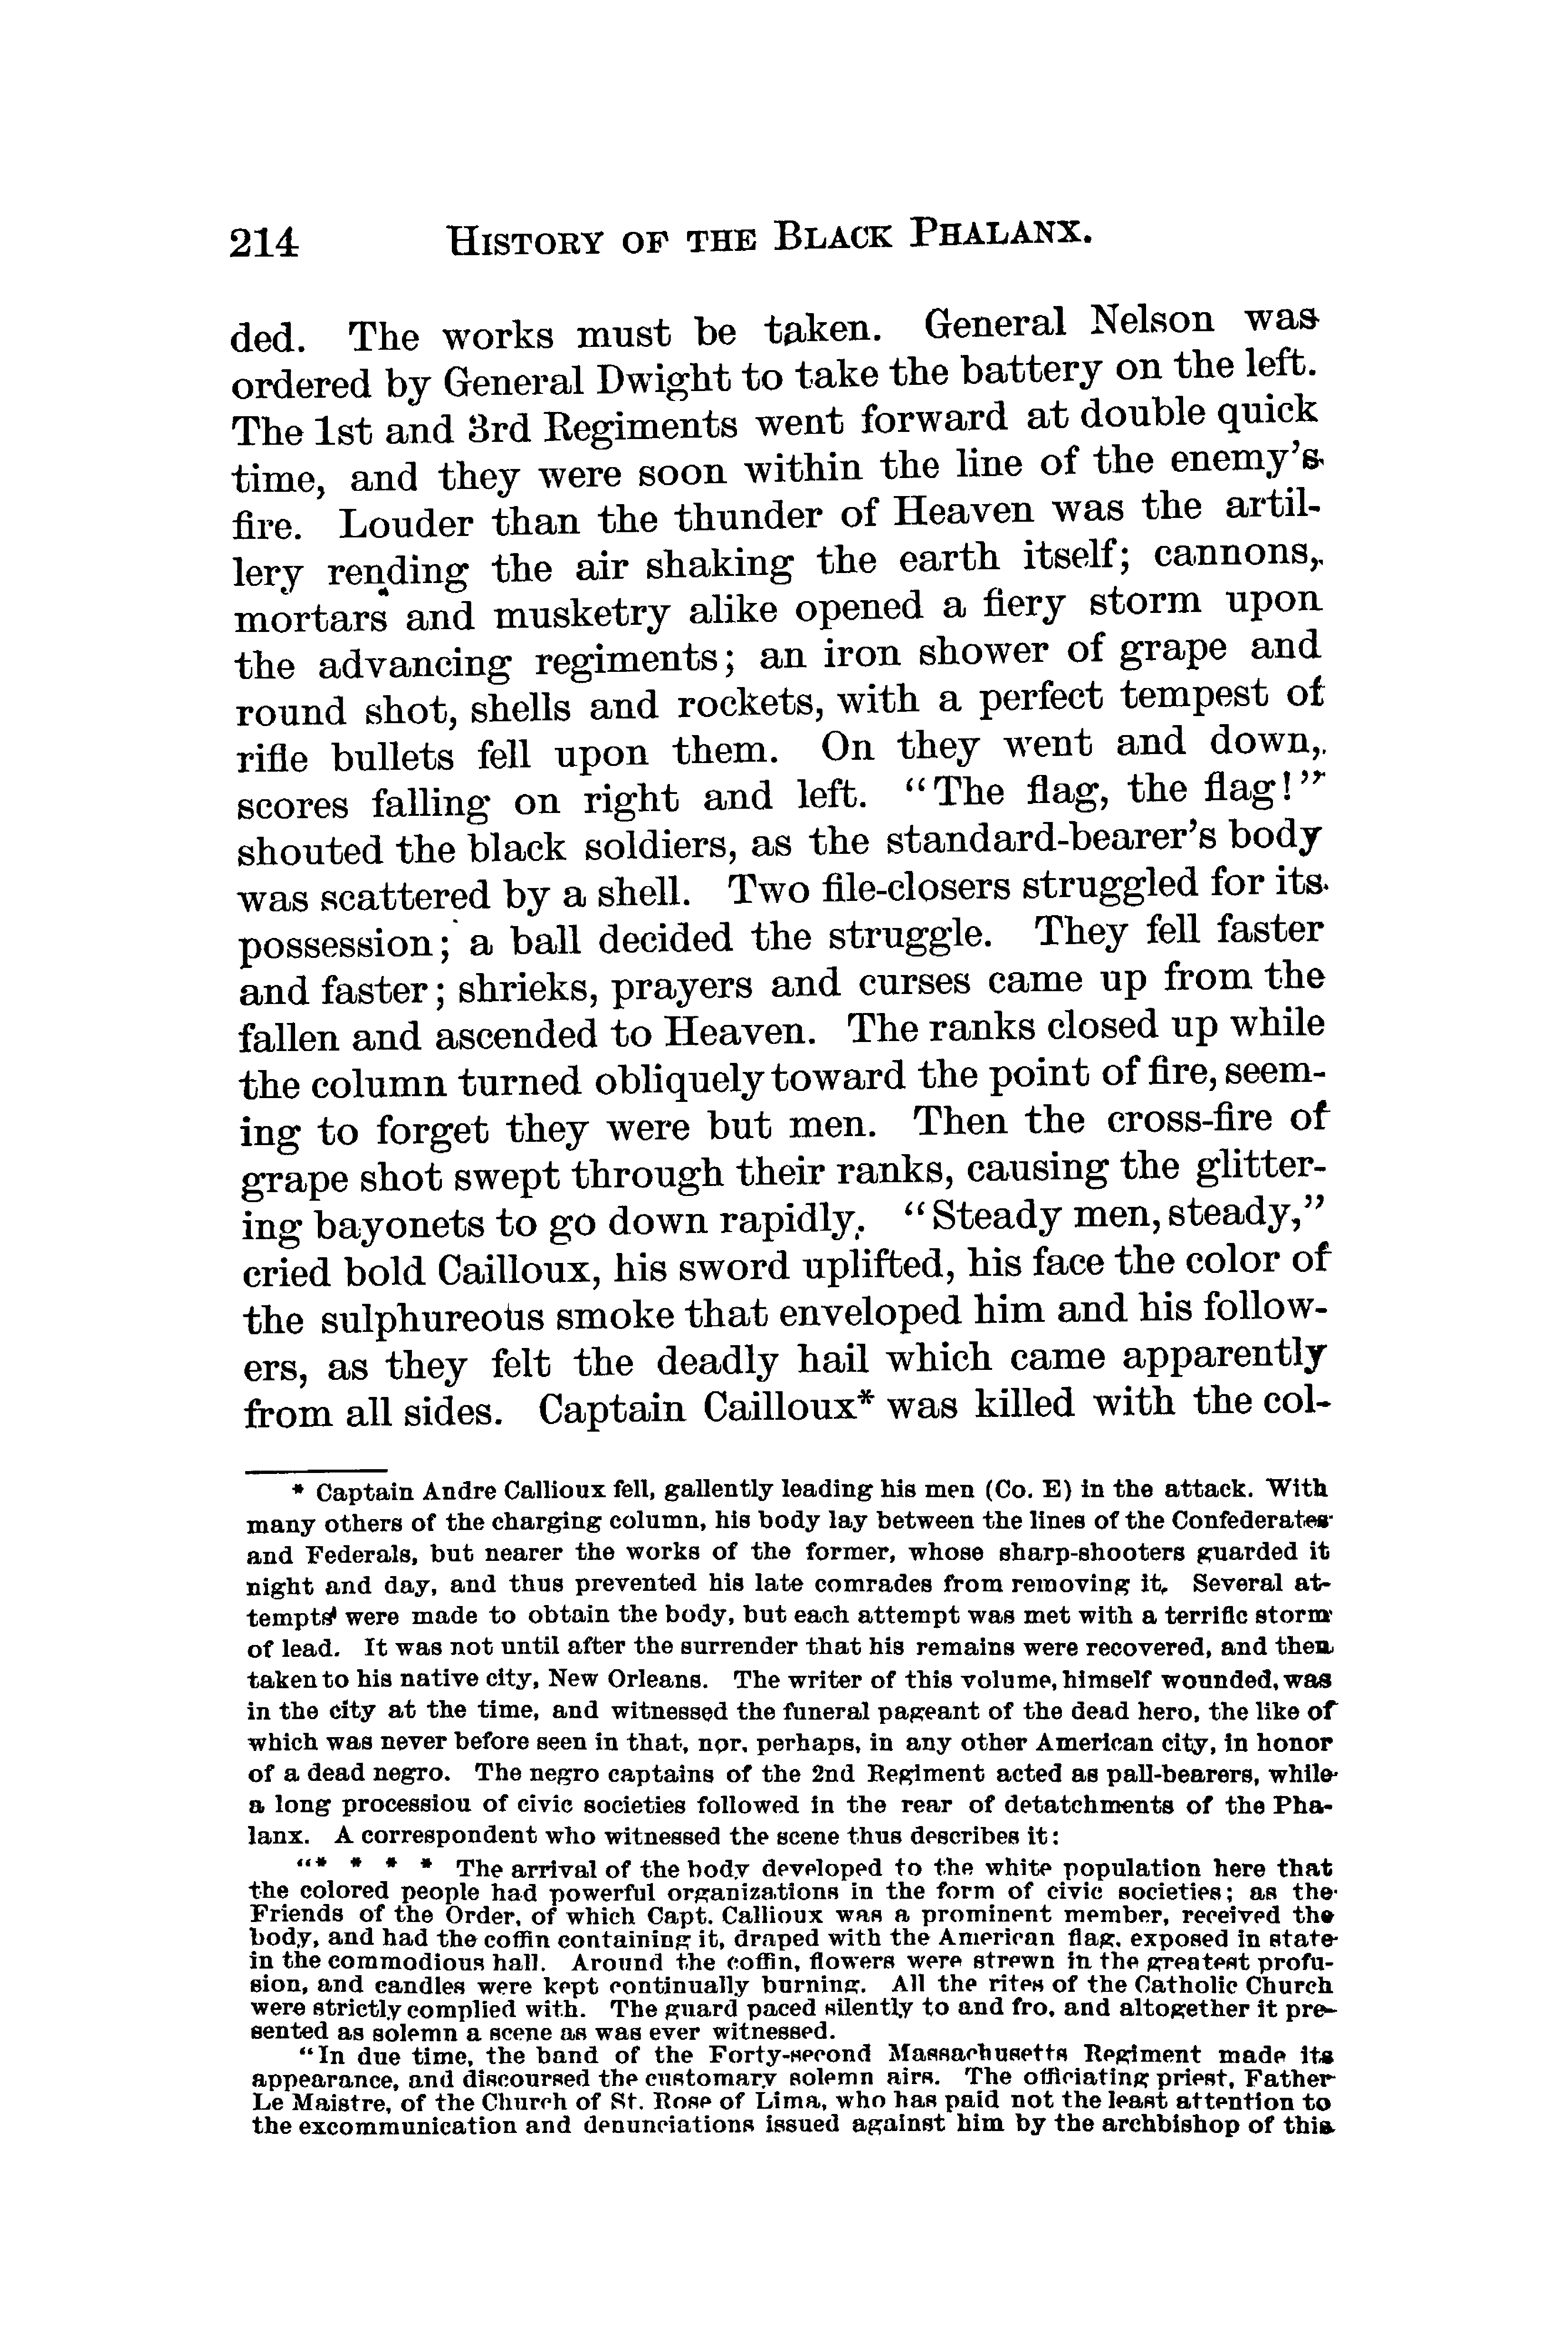 214 HISTORY OF THE BLACK PHALANX.
ded. The works must be taken. General Nelson was
ordered by General Dwight to take the battery on the left.
The 1st and 3rd Regiments went forward at double quick
time, and they were soon within the line of the enemy's
fire. Louder than the thunder of Heaven was the artil-
lery rending the air shaking the earth itself; cannons,
mortars and musketry alike opened a fiery storm upon
the advancing regiments; an iron shower of grape and
round shot, shells and rockets, with a perfect tempest of
rifle bullets fell upon them. On they went and down,
scores falling on right and left. "The flag, the flag!"
shouted the black soldiers, as the standard-bearer's body
was scattered by a shell. Two file-closers struggled for its
possession; a ball decided the struggle. They fell faster
and faster; shrieks, prayers and curses came up from the
fallen and ascended to Heaven. The ranks closed up while
the column turned obliquely toward the point of fire, seem-
ing to forget they were but men. Then the cross-fire of
grape shot swept through their ranks, causing the glitter-
ing bayonets to go down rapidly. "Steady men, steady,"
cried bold Cailloux, his sword uplifted, his face the color of
the sulphureous smoke that enveloped him and his follow-
ers, as they felt the deadly hail which came apparently
from all sides. Captain Cailloux* was killed with the col-
* Captain Andre Callioux fell, gallently leading his men (Co. E) in the attack. With
many others of the charging column, his body lay between the lines of the Confederates
and Federals, but nearer the works of the former, whose sharp-shooters guarded it
night and day, and thus prevented his late comrades from removing it. Several at-
tempts were made to obtain the body, but each attempt was met with a terrific storm
of lead. It was not until after the surrender that his remains were recovered, and then
taken to his native city, New Orleans. The writer of this volume, himself wounded, was
in the city at the time, and witnessed the funeral pageant of the dead hero, the like of
which was never before seen in that, nor, perhaps, in any other American city, in honor
of a dead negro. The negro captains of the 2nd Regiment acted as pall-bearers, while
a long processiou of civic societies followed in the rear of detatchments of the Pha-
lanx. A correspondent who witnessed the scene thus describes it:
"* * * * The arrival of the body developed to the white population here that
the colored people had powerful organizations in the form of civic societies; as the
Friends of the Order, of which Capt. Callioux was a prominent member, received the
body, and had the coffin containing it, draped with the American flag, exposed in state
in the commodious hall. Around the coffin, flowers were strewn in the greatest profu-
sion, and candles were kept continually burning. All the rites of the Catholic Church
were strictly complied with. The guard paced silently to and fro, and altogether it pre-
sented as solemn a scene as was ever witnessed.
"In due time, the band of the Forty-second Massachusetts Regiment made its
appearance, and discoursed the customary solemn airs. The officiating priest, Father
Le Maistre, of the Church of St. Rose of Lima, who has paid not the least attention to
the excommunication and denunciations issued against him by the archbishop of this